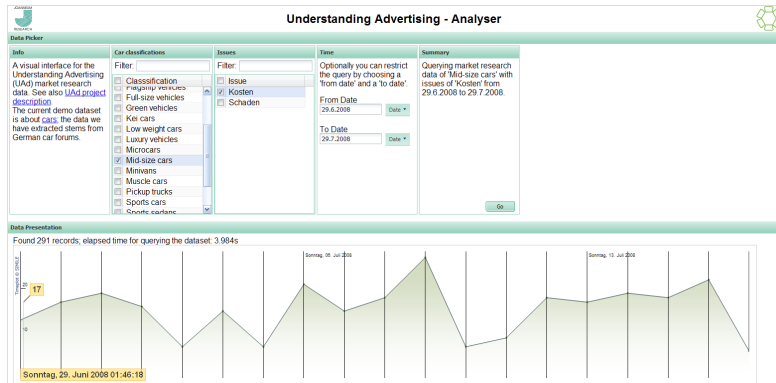 JOANNEUM
RESEARCH
Understanding Advertising - Analyser
Data Picker
Info
A visual interface for the
Understanding Advertising
(UAd) market research
data. See also UAd project
description.
The current demo dataset
is about cars; the data we
have extracted stems from
German car forums.
Car classifications
Filter:
Classsification
Flagship vehicles
Full-size vehicles
Green vehicles
Kei cars
Low weight cars
Luxury vehicles
Microcars
Mid-size cars
Minivans
Muscle cars
Pickup trucks
Sports cars
Sports sedans
Issues
Filter:
Issue
Kosten
Schaden
Time
Optionally you can restrict
the query by choosing a
'from date' and a 'to date'.
From Date
29.6.2008 Date
To Date
29.7.2008 Date
Summary
Querying market research
data of 'Mid-size cars' with
issues of 'Kosten' from
29.6.2008 to 29.7.2008.
Go
Data Presentation
Found 291 records; elapsed time for querying the dataset: 3.984s
Timeplot © SIMILE
20
17
10
Sonntag, 06. Juli 2008
Sonntag, 13. Juli 2008
Sonntag, 29. Juni 2008 01:46:18